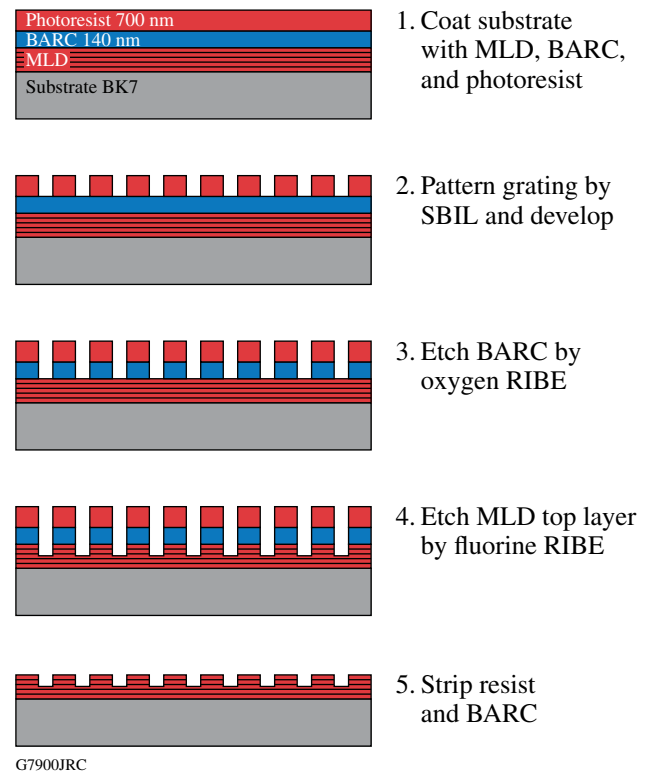 Photoresist 700 nm
BARC 140 nm
MLD
Substrate BK7
1. Coat substrate
with MLD, BARC,
and photoresist
2. Pattern grating by
SBIL and develop
3. Etch BARC by
oxygen RIBE
4. Etch MLD top layer
by fluorine RIBE
5. Strip resist
and BARC
G7900JRC